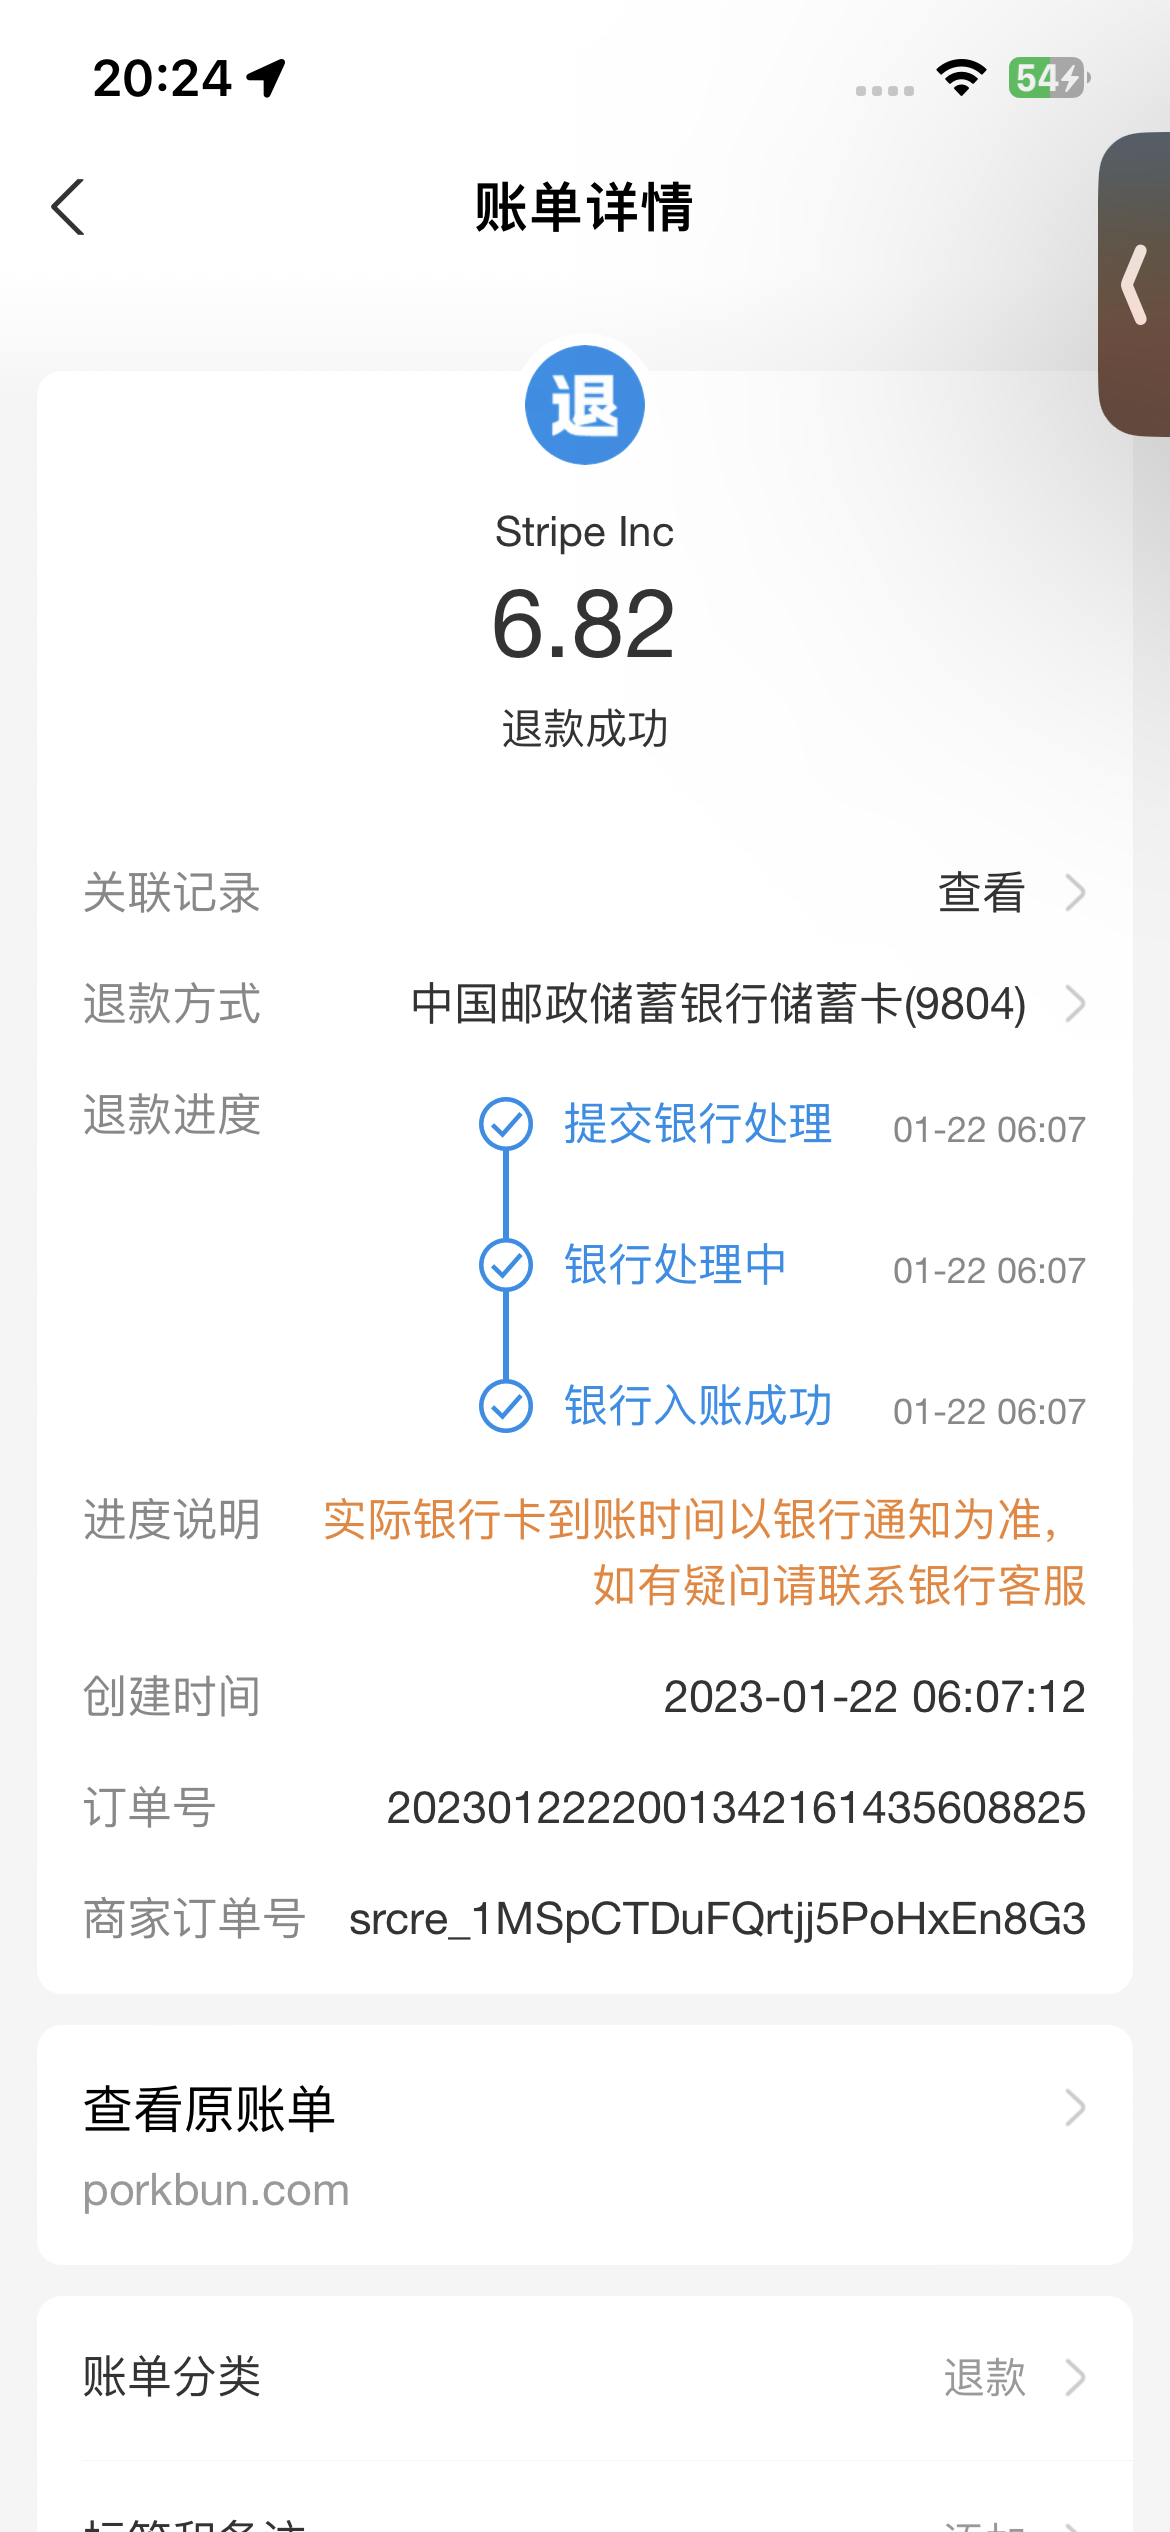 20:24
54
账单详情
退
Stripe Inc
6.82
退款成功
关联记录 查看
退款方式 中国邮政储蓄银行储蓄卡(9804)
退款进度 提交银行处理 01-22 06:07
银行处理中 01-22 06:07
银行入账成功 01-22 06:07
进度说明 实际银行卡到账时间以银行通知为准，
如有疑问请联系银行客服
创建时间 2023-01-22 06:07:12
订单号 2023012222001342161435608825
商家订单号 srcre_1MSpCTDuFQrtjj5PoHxEn8G3
查看原账单
porkbun.com
账单分类 退款